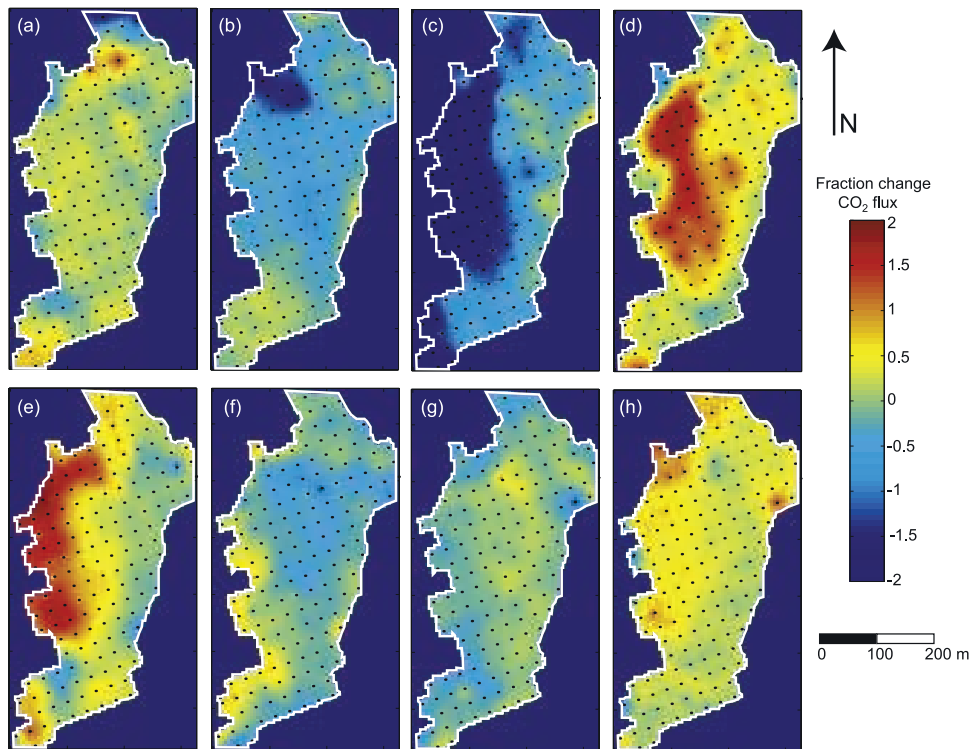 (a)
(b)
(c)
(d)
N
Fraction change
CO₂ flux
2
1.5
1
0.5
0
-0.5
-1
-1.5
-2
(e)
(f)
(g)
(h)
0 100 200 m